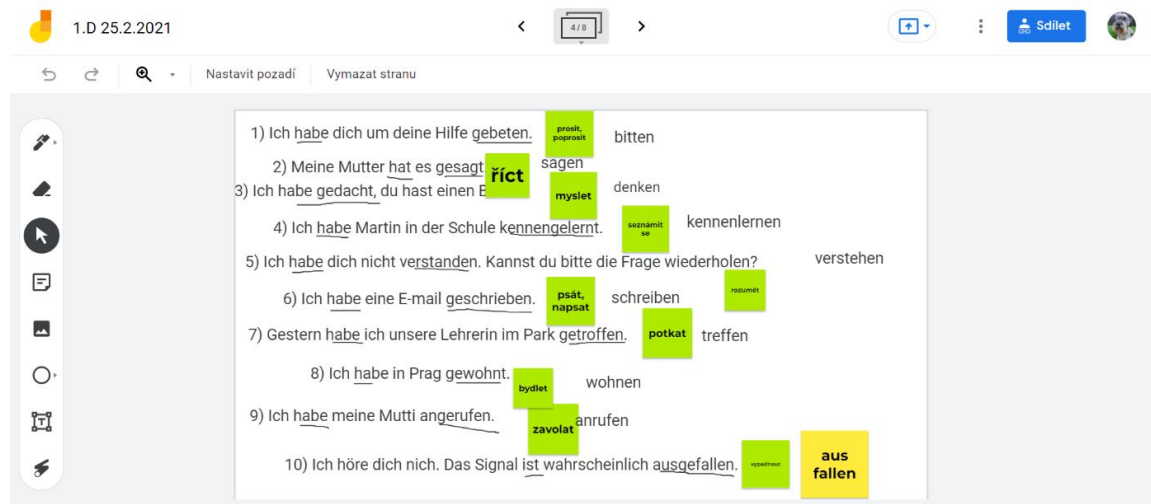 1.D 25.2.2021
4/8
Sdílet
Nastavit pozadí
Vymazat stranu
1) Ich habe dich um deine Hilfe gebeten.
prosit,
poprosit
bitten
2) Meine Mutter hat es gesagt
říct
sagen
3) Ich habe gedacht, du hast einen
myslet
denken
4) Ich habe Martin in der Schule kennengelernt.
seznámit
se
kennenlernen
5) Ich habe dich nicht verstanden. Kannst du bitte die Frage wiederholen?
rozumět
verstehen
6) Ich habe eine E-mail geschrieben.
psát,
napsat
schreiben
7) Gestern habe ich unsere Lehrerin im Park getroffen.
potkat
treffen
8) Ich habe in Prag gewohnt.
bydlet
wohnen
9) Ich habe meine Mutti angerufen.
zavolat
anrufen
10) Ich höre dich nich. Das Signal ist wahrscheinlich ausgefallen.
vypadnout
aus
fallen